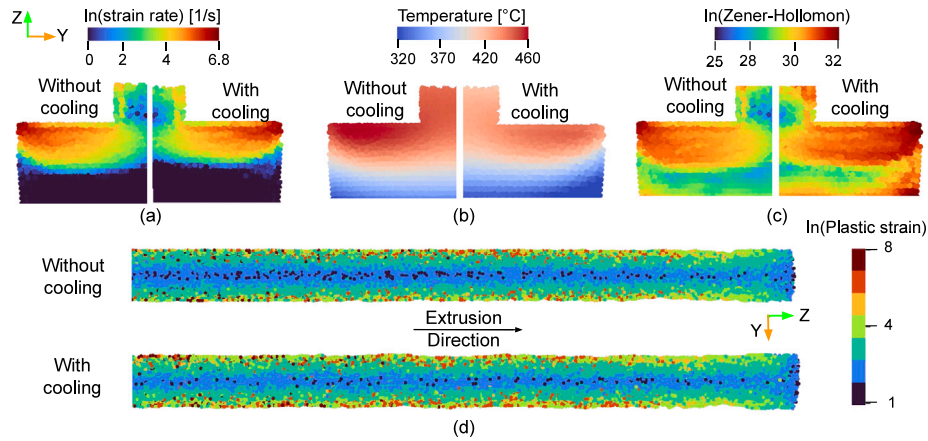 Z
Y
ln(strain rate) [1/s]
0 2 4 6.8
Without
cooling
With
cooling
(a)
Temperature [°C]
320 370 420 460
Without
cooling
With
cooling
(b)
ln(Zener-Hollomon)
25 28 30 32
Without
cooling
With
cooling
(c)
ln(Plastic strain)
8
4
1
Without
cooling
Extrusion
Direction
Z
Y
With
cooling
(d)